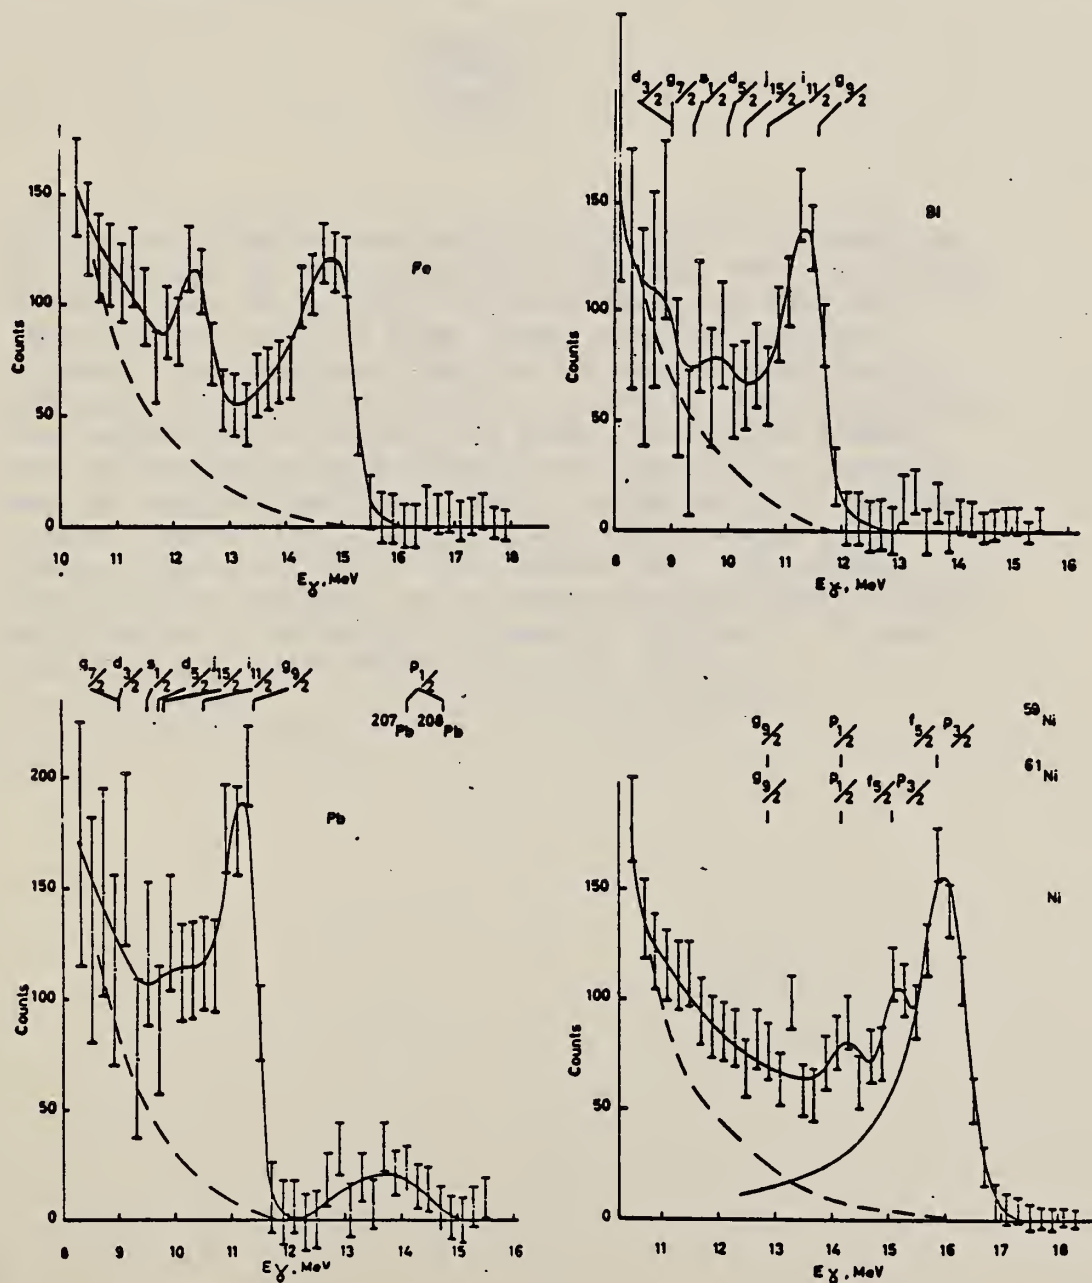 150
100
50
0
Counts
Fe
10 11 12 13 14 15 16 17 18
Eɣ, MeV
d3/2 g7/2 s1/2 d5/2 j15/2 i11/2 g9/2
150
100
50
0
Counts
Bi
8 9 10 11 12 13 14 15 16
Eɣ, MeV
g7/2 d3/2 s1/2 d5/2 j15/2 i11/2 g9/2
p1/2
207Pb 208Pb
200
150
100
50
0
Counts
Pb
8 9 10 11 12 13 14 15 16
Eɣ, MeV
59Ni
g9/2 p1/2 f5/2 p3/2
61Ni
g9/2 p1/2 f5/2 p3/2
150
100
50
0
Counts
Ni
11 12 13 14 15 16 17 18
Eɣ, MeV